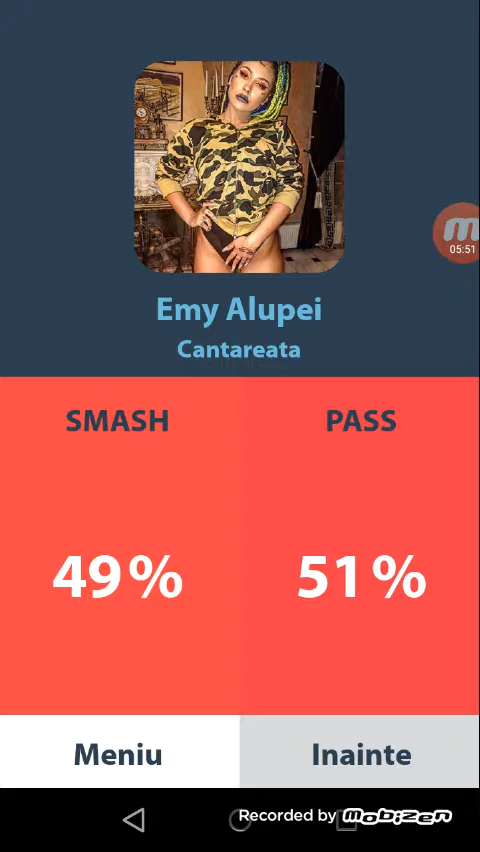 05:51
Emy Alupei
Cantareata
SMASH PASS
49% 51%
Meniu Inainte
Recorded by mobizen